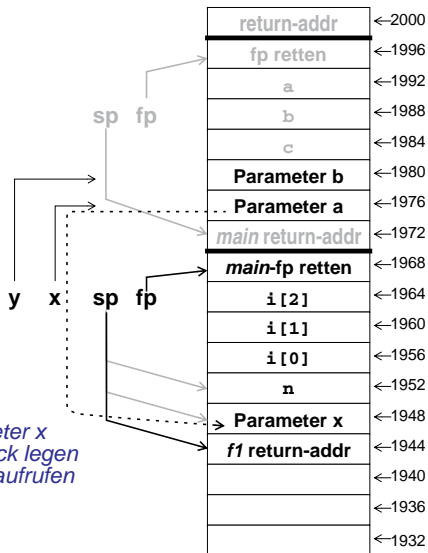 return-addr 2000
fp retten 1996
a 1992
sp fp b 1988
c 1984
Parameter b 1980
Parameter a 1976
main return-addr 1972
main-fp retten 1968
y x sp fp i[2] 1964
i[1] 1960
i[0] 1956
n 1952
Parameter x 1948
f1 return-addr 1944
1940
1936
1932
eter x
ck legen
aufrufen